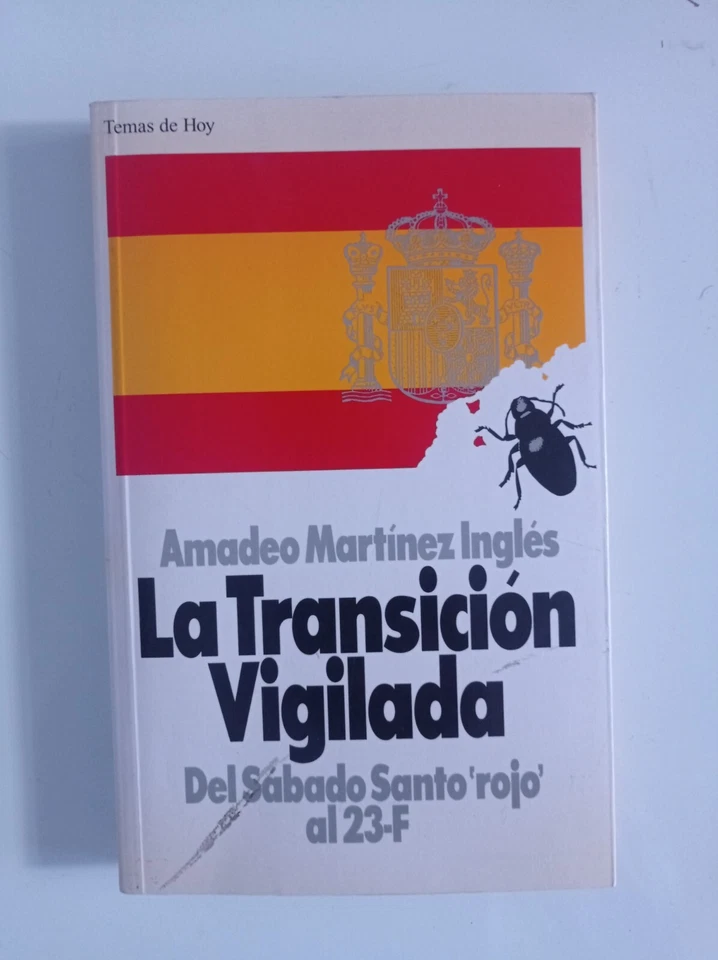 Temas de Hoy
Amadeo Martínez Inglés
La Transición
Vigilada
Del Sábado Santo 'rojo'
al 23-F